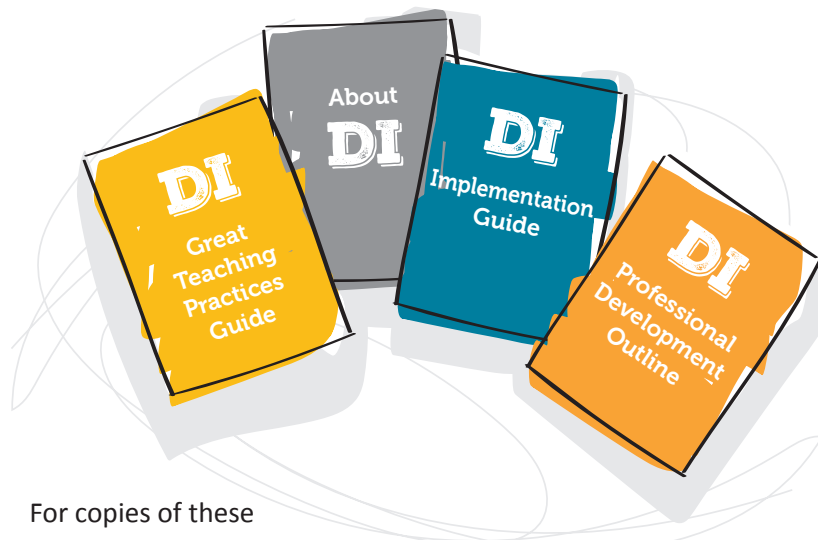 About
DI
DI
Implementation
Guide
DI
Great
Teaching
Practices
Guide
DI
Professional
Development
Outline
For copies of these